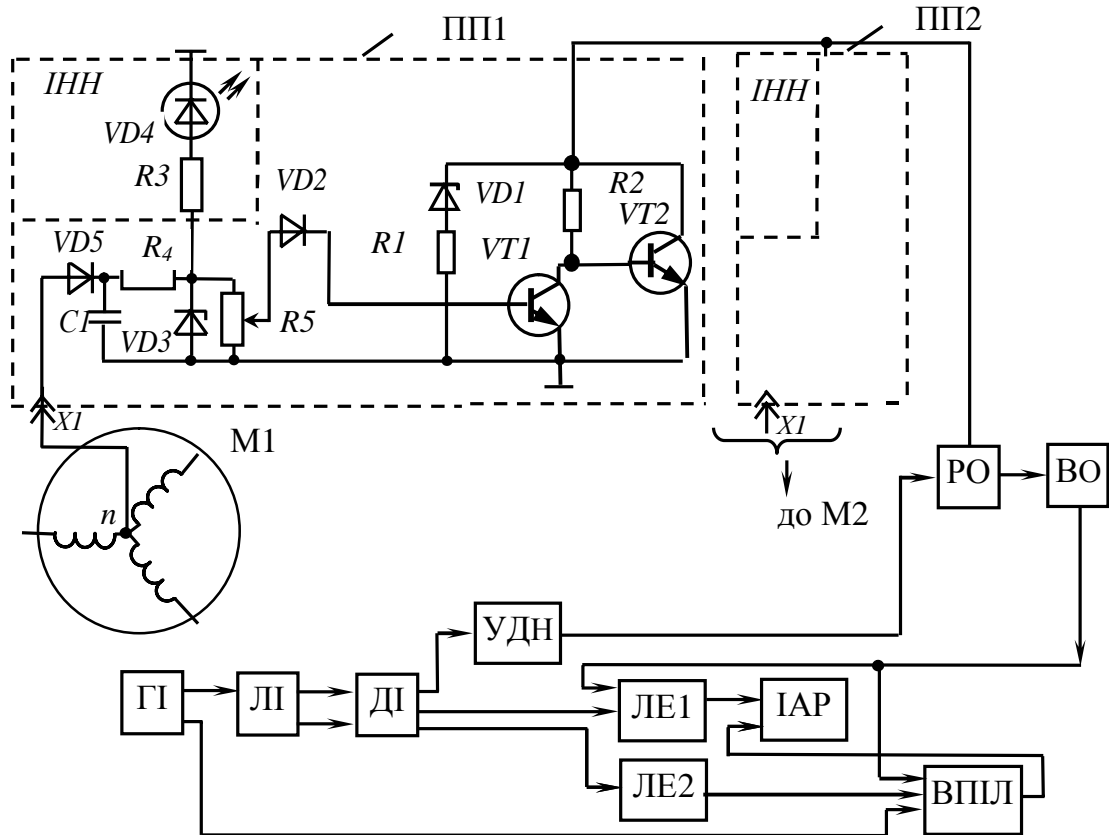 ПП1
ПП2
ІНН
ІНН
VD4
R3
VD2
VD1
R2
VD5
R4
R1
VT1
VT2
C1
VD3
R5
X1
X1
М1
до М2
n
РО
ВО
УДН
ГІ
ЛІ
ДІ
ЛЕ1
ІАР
ЛЕ2
ВПІЛ